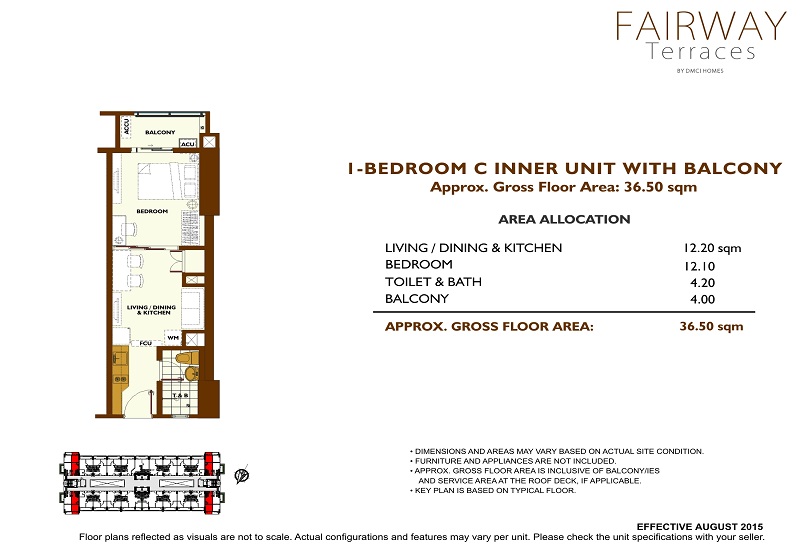 FAIRWAY
Terraces
BY DMCI HOMES
ACCU
BALCONY
ACU
BEDROOM
LIVING / DINING
& KITCHEN
WM
FCU
T & B
1-BEDROOM C INNER UNIT WITH BALCONY
Approx. Gross Floor Area: 36.50 sqm
AREA ALLOCATION
LIVING / DINING & KITCHEN 12.20 sqm
BEDROOM 12.10
TOILET & BATH 4.20
BALCONY 4.00
APPROX. GROSS FLOOR AREA: 36.50 sqm
• DIMENSIONS AND AREAS MAY VARY BASED ON ACTUAL SITE CONDITION.
• FURNITURE AND APPLIANCES ARE NOT INCLUDED.
• APPROX. GROSS FLOOR AREA IS INCLUSIVE OF BALCONY/IES
AND SERVICE AREA AT THE ROOF DECK, IF APPLICABLE.
• KEY PLAN IS BASED ON TYPICAL FLOOR.
EFFECTIVE AUGUST 2015
Floor plans reflected as visuals are not to scale. Actual configurations and features may vary per unit. Please check the unit specifications with your seller.